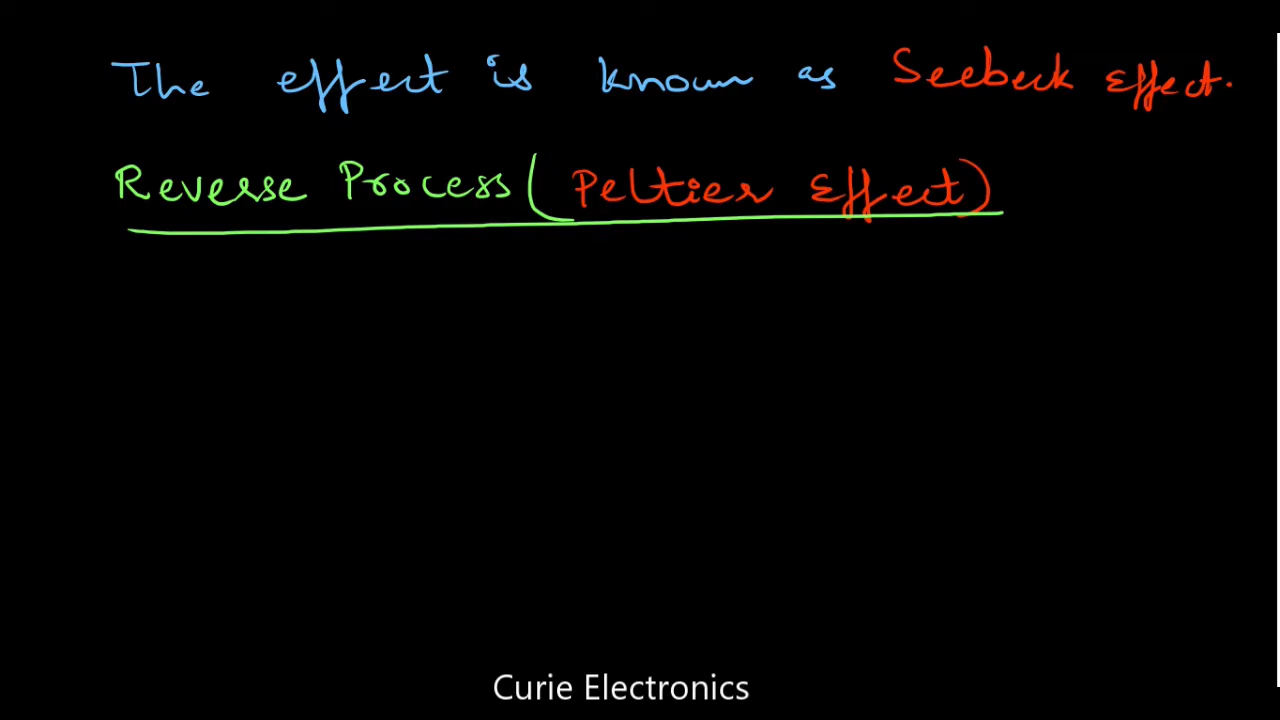 The effect is known as Seebeck Effect.
Reverse Process (Peltier Effect)
Curie Electronics